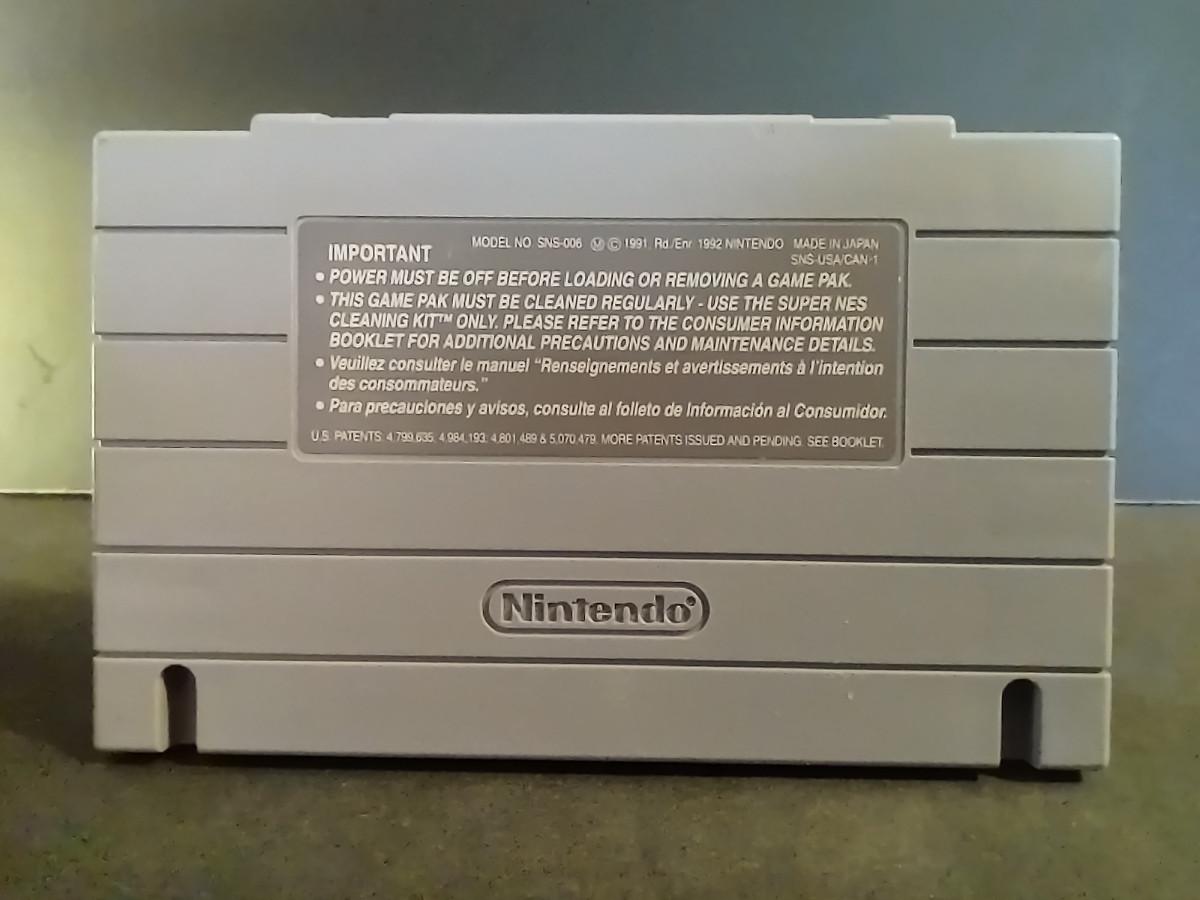 IMPORTANT MODEL NO. SNS-006 Ⓜ © 1991, Rd./Enr. 1992 NINTENDO MADE IN JAPAN
SNS-USA/CAN-1
• POWER MUST BE OFF BEFORE LOADING OR REMOVING A GAME PAK.
• THIS GAME PAK MUST BE CLEANED REGULARLY - USE THE SUPER NES
CLEANING KIT™ ONLY. PLEASE REFER TO THE CONSUMER INFORMATION
BOOKLET FOR ADDITIONAL PRECAUTIONS AND MAINTENANCE DETAILS.
• Veuillez consulter le manuel “Renseignements et avertissements à l'intention
des consommateurs.”
• Para precauciones y avisos, consulte al folleto de Información al Consumidor.
U.S. PATENTS: 4,799,635; 4,984,193; 4,801,489 & 5,070,479. MORE PATENTS ISSUED AND PENDING. SEE BOOKLET.
Nintendo®